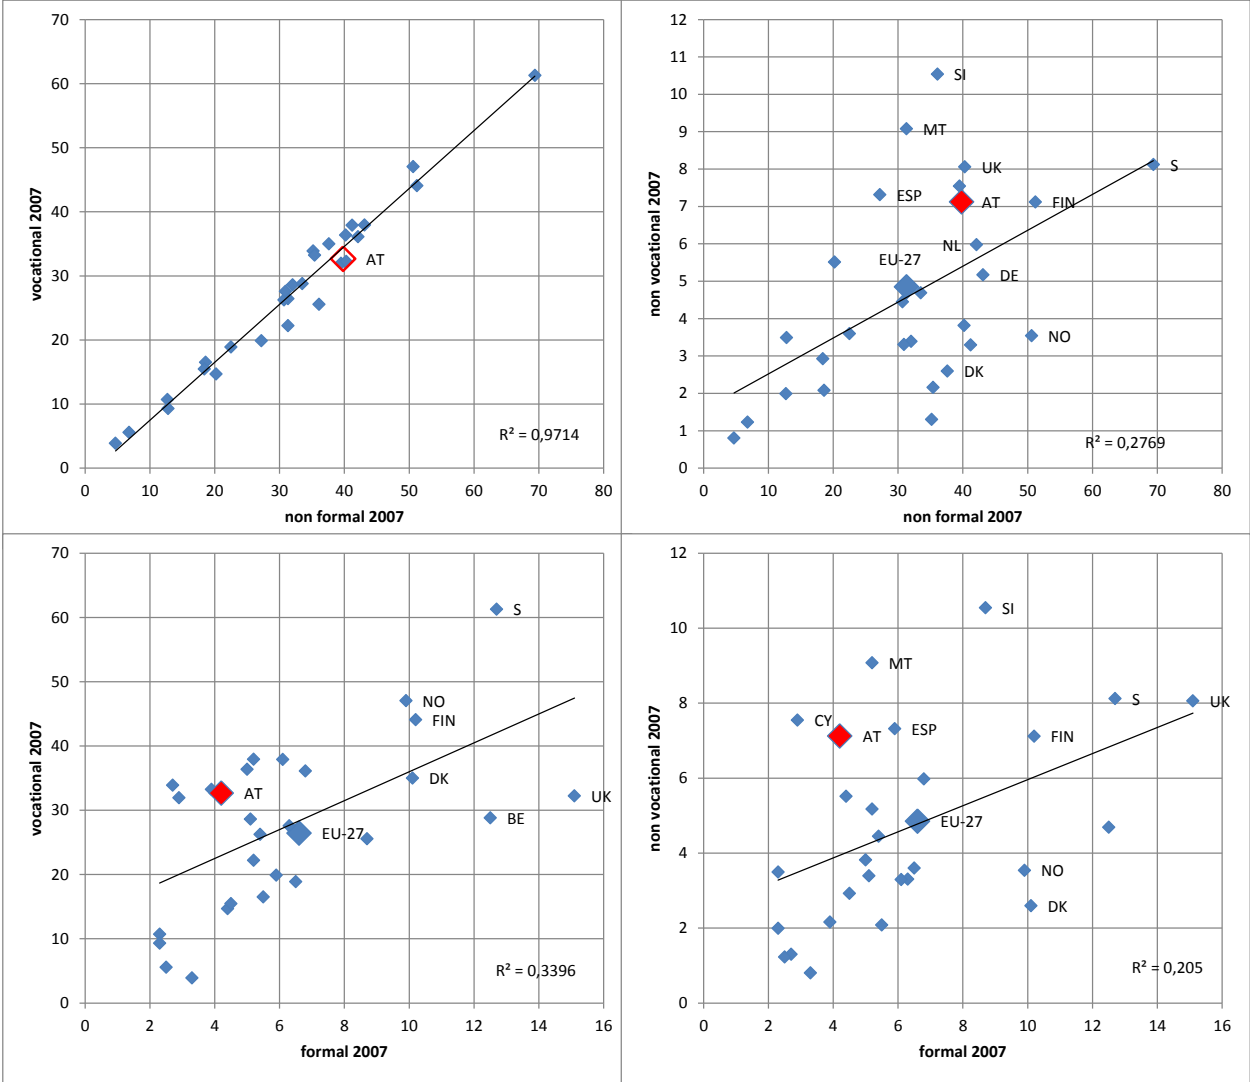 70
60
50
40
30
20
10
0
vocational 2007
AT
R² = 0,9714
0 10 20 30 40 50 60 70 80
non formal 2007
12
11
10
9
8
7
6
5
4
3
2
1
0
non vocational 2007
SI
MT
UK
S
ESP
AT
FIN
NL
EU-27
DE
NO
DK
R² = 0,2769
0 10 20 30 40 50 60 70 80
non formal 2007
70
60
50
40
30
20
10
0
vocational 2007
S
NO
FIN
DK
AT
UK
BE
EU-27
R² = 0,3396
0 2 4 6 8 10 12 14 16
formal 2007
12
10
8
6
4
2
0
non vocational 2007
SI
MT
S
UK
CY
ESP
AT
FIN
EU-27
NO
DK
R² = 0,205
0 2 4 6 8 10 12 14 16
formal 2007